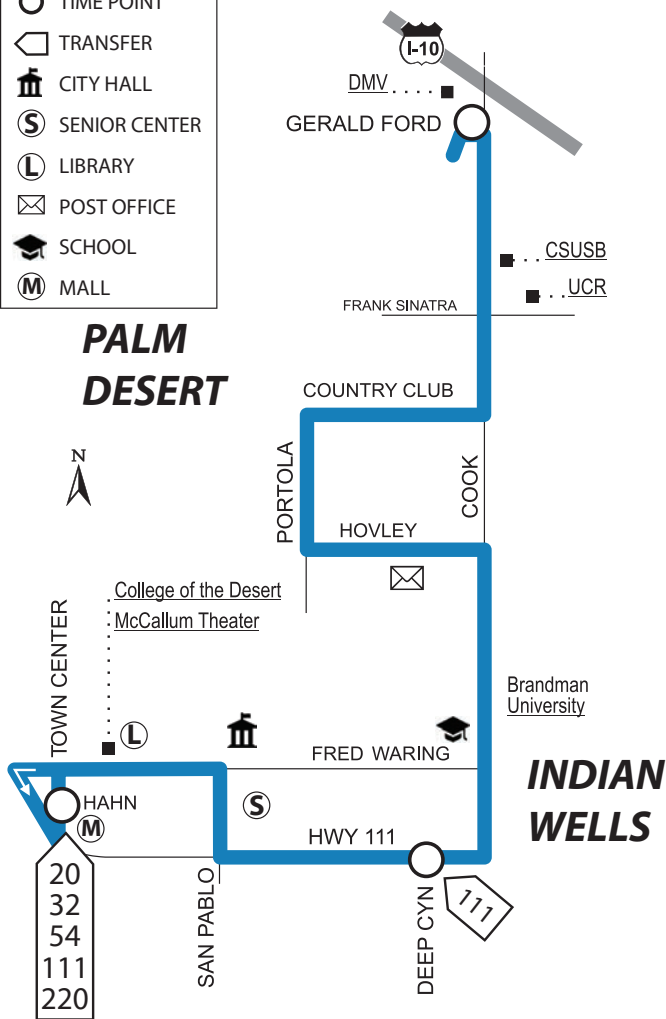 TIME POINT
TRANSFER
CITY HALL
S SENIOR CENTER
L LIBRARY
POST OFFICE
SCHOOL
M MALL
I-10
DMV
GERALD FORD
CSUSB
UCR
FRANK SINATRA
PALM
DESERT
COUNTRY CLUB
N
PORTOLA
COOK
HOVLEY
College of the Desert
McCallum Theater
TOWN CENTER
Brandman
University
L
FRED WARING
INDIAN
WELLS
HAHN
M
S
HWY 111
SAN PABLO
DEEP CYN
111
20
32
54
111
220